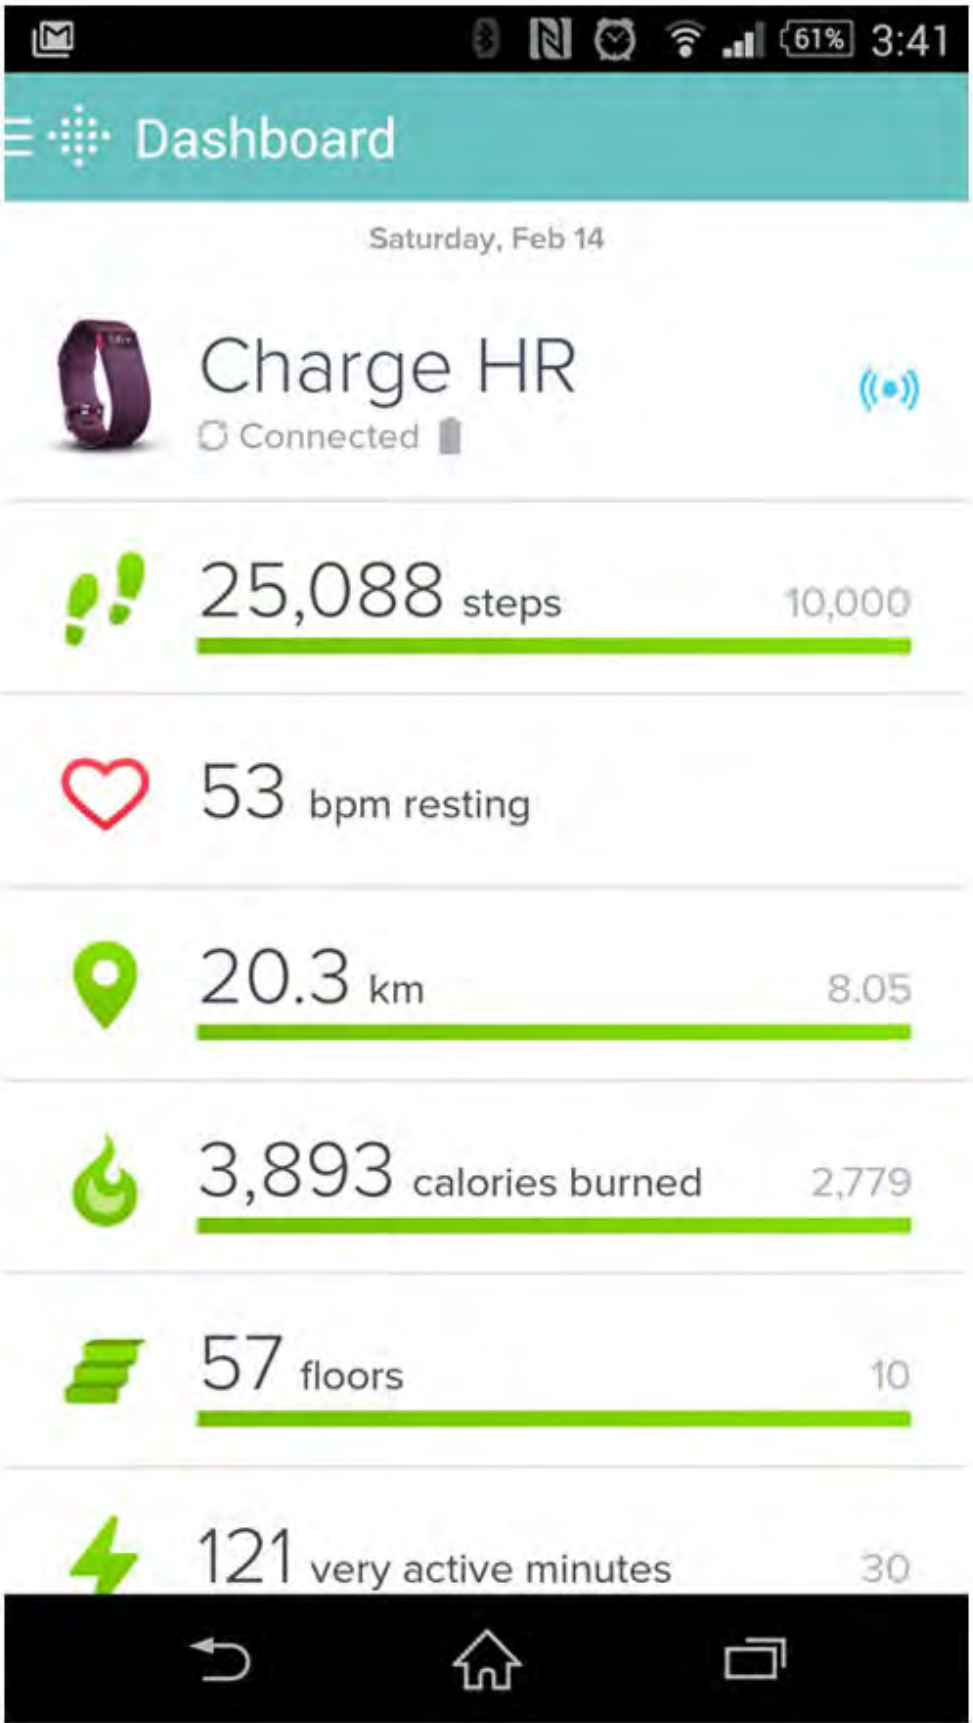 61% 3:41
Dashboard
Saturday, Feb 14
Charge HR
Connected
25,088 steps 10,000
53 bpm resting
20.3 km 8.05
3,893 calories burned 2,779
57 floors 10
121 very active minutes 30